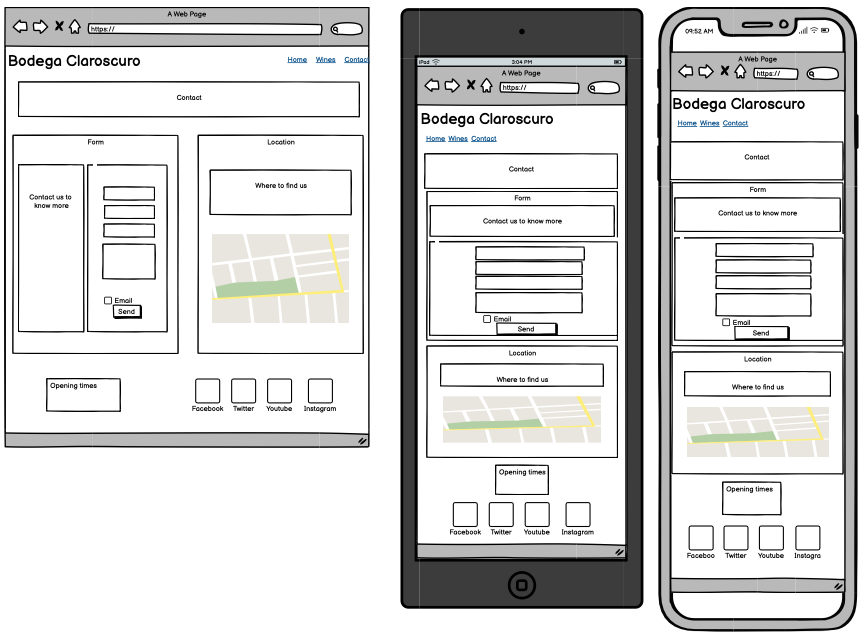 A Web Page
https://
Bodega Claroscuro
Home Wines Contact
Contact
Form
Contact us to
know more
Email
Send
Location
Where to find us
Opening times
Facebook Twitter Youtube Instagram
iPad 3:04 PM
A Web Page
https://
Bodega Claroscuro
Home Wines Contact
Contact
Form
Contact us to know more
Email
Send
Location
Where to find us
Opening times
Facebook Twitter Youtube Instagram
09:52 AM
A Web Page
https://
Bodega Claroscuro
Home Wines Contact
Contact
Form
Contact us to know more
Email
Send
Location
Where to find us
Opening times
Faceboo Twitter Youtube Instagra